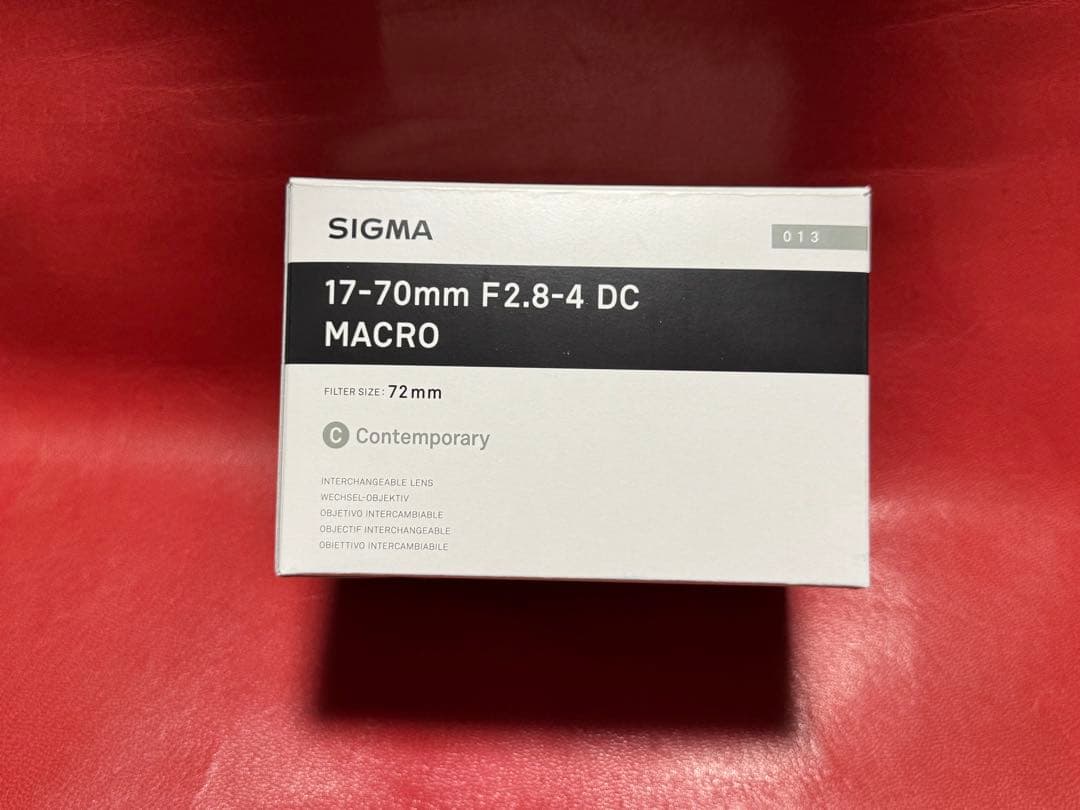 SIGMA
013
17-70mm F2.8-4 DC
MACRO
FILTER SIZE: 72mm
C Contemporary
INTERCHANGEABLE LENS
WECHSEL-OBJEKTIV
OBJETIVO INTERCAMBIABLE
OBJECTIF INTERCHANGEABLE
OBIETTIVO INTERCAMBIABILE